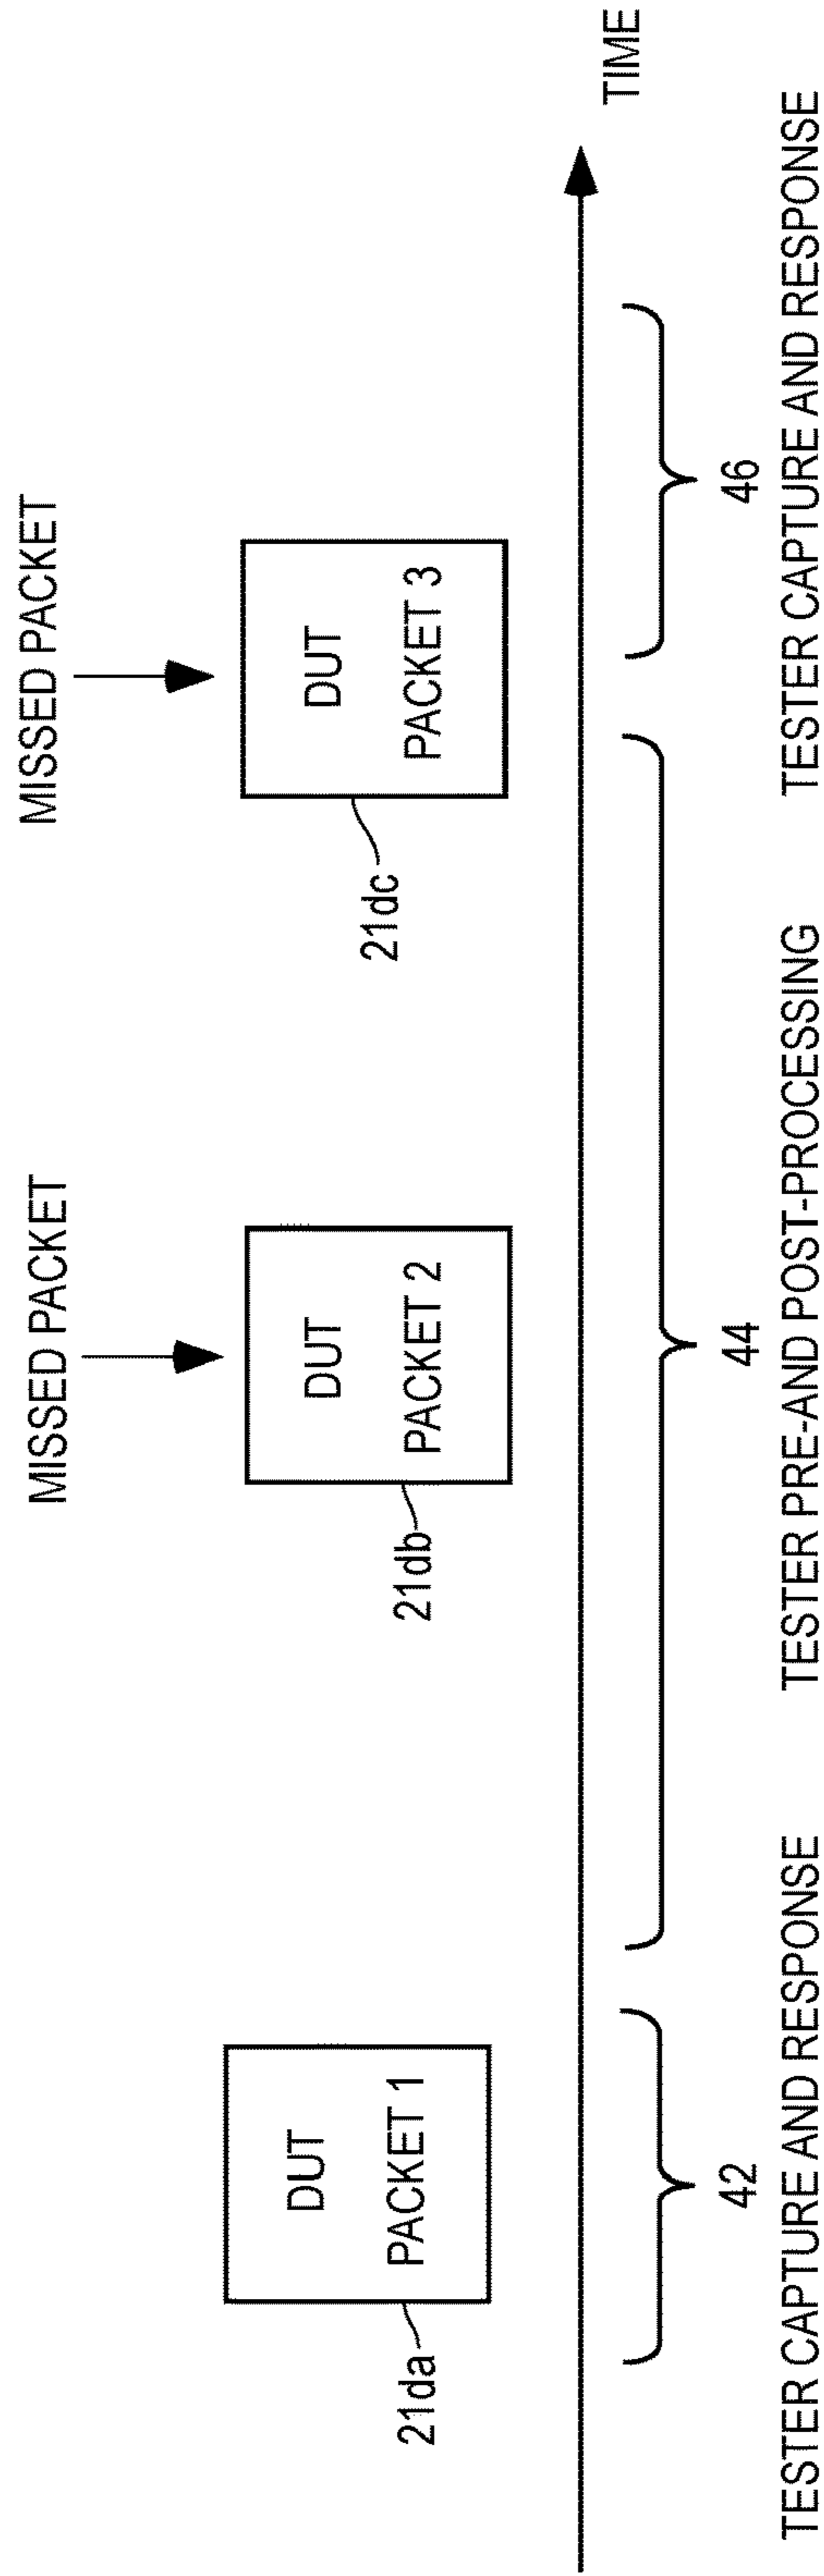 MISSED PACKET
MISSED PACKET
DUT
PACKET 1
DUT
PACKET 2
DUT
PACKET 3
21da
21db
21dc
TIME
42
44
46
TESTER CAPTURE AND RESPONSE
TESTER PRE-AND POST-PROCESSING
TESTER CAPTURE AND RESPONSE